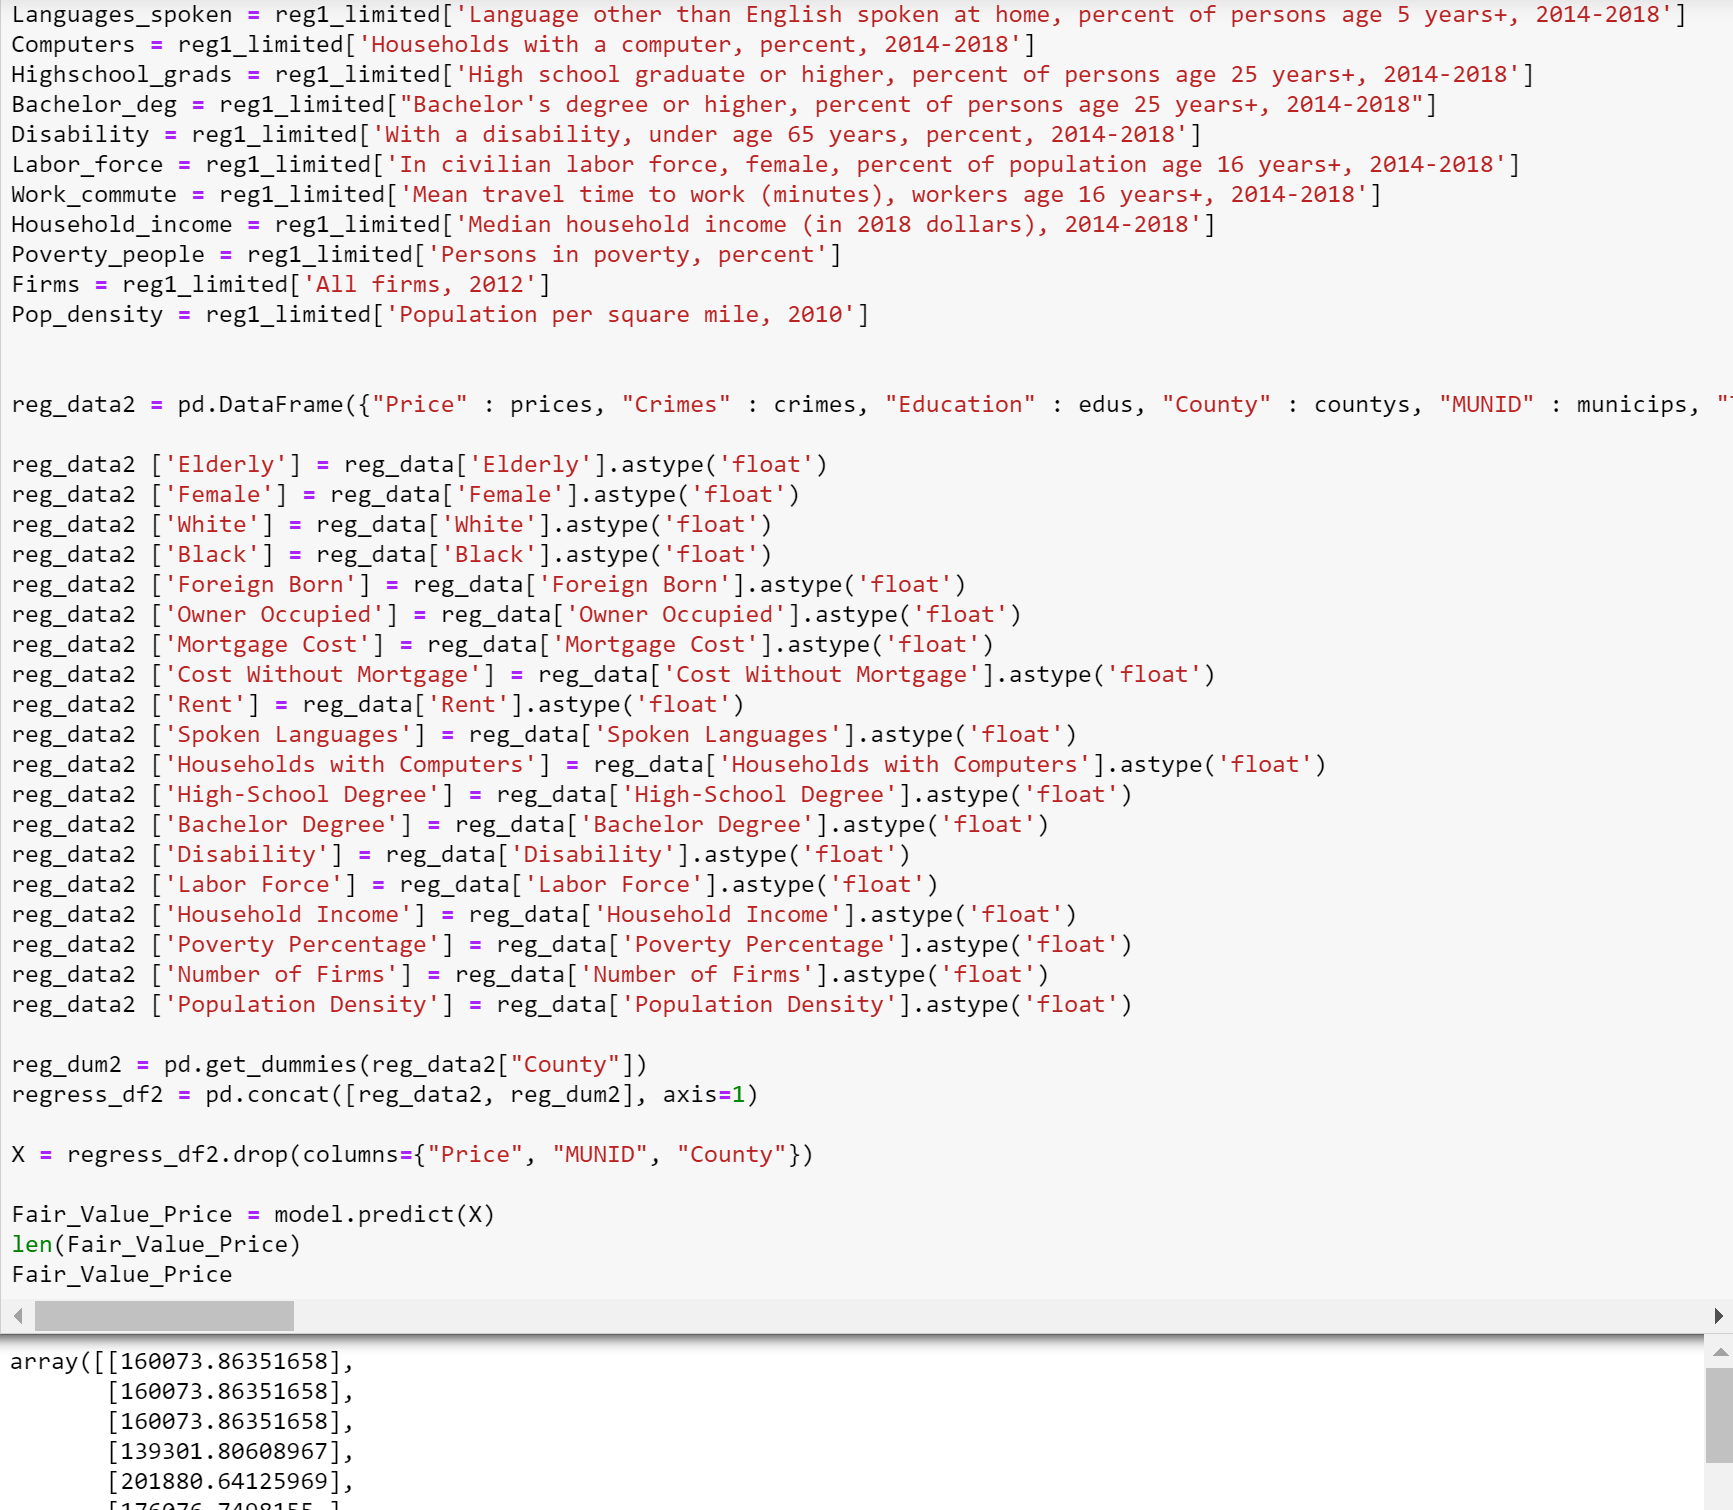 Languages_spoken = reg1_limited['Language other than English spoken at home, percent of persons age 5 years+, 2014-2018']
Computers = reg1_limited['Households with a computer, percent, 2014-2018']
Highschool_grads = reg1_limited['High school graduate or higher, percent of persons age 25 years+, 2014-2018']
Bachelor_deg = reg1_limited["Bachelor's degree or higher, percent of persons age 25 years+, 2014-2018"]
Disability = reg1_limited['With a disability, under age 65 years, percent, 2014-2018']
Labor_force = reg1_limited['In civilian labor force, female, percent of population age 16 years+, 2014-2018']
Work_commute = reg1_limited['Mean travel time to work (minutes), workers age 16 years+, 2014-2018']
Household_income = reg1_limited['Median household income (in 2018 dollars), 2014-2018']
Poverty_people = reg1_limited['Persons in poverty, percent']
Firms = reg1_limited['All firms, 2012']
Pop_density = reg1_limited['Population per square mile, 2010']
reg_data2 = pd.DataFrame({"Price" : prices, "Crimes" : crimes, "Education" : edus, "County" : countys, "MUNID" : municips, "
reg_data2 ['Elderly'] = reg_data['Elderly'].astype('float')
reg_data2 ['Female'] = reg_data['Female'].astype('float')
reg_data2 ['White'] = reg_data['White'].astype('float')
reg_data2 ['Black'] = reg_data['Black'].astype('float')
reg_data2 ['Foreign Born'] = reg_data['Foreign Born'].astype('float')
reg_data2 ['Owner Occupied'] = reg_data['Owner Occupied'].astype('float')
reg_data2 ['Mortgage Cost'] = reg_data['Mortgage Cost'].astype('float')
reg_data2 ['Cost Without Mortgage'] = reg_data['Cost Without Mortgage'].astype('float')
reg_data2 ['Rent'] = reg_data['Rent'].astype('float')
reg_data2 ['Spoken Languages'] = reg_data['Spoken Languages'].astype('float')
reg_data2 ['Households with Computers'] = reg_data['Households with Computers'].astype('float')
reg_data2 ['High-School Degree'] = reg_data['High-School Degree'].astype('float')
reg_data2 ['Bachelor Degree'] = reg_data['Bachelor Degree'].astype('float')
reg_data2 ['Disability'] = reg_data['Disability'].astype('float')
reg_data2 ['Labor Force'] = reg_data['Labor Force'].astype('float')
reg_data2 ['Household Income'] = reg_data['Household Income'].astype('float')
reg_data2 ['Poverty Percentage'] = reg_data['Poverty Percentage'].astype('float')
reg_data2 ['Number of Firms'] = reg_data['Number of Firms'].astype('float')
reg_data2 ['Population Density'] = reg_data['Population Density'].astype('float')
reg_dum2 = pd.get_dummies(reg_data2["County"])
regress_df2 = pd.concat([reg_data2, reg_dum2], axis=1)
X = regress_df2.drop(columns={"Price", "MUNID", "County"})
Fair_Value_Price = model.predict(X)
len(Fair_Value_Price)
Fair_Value_Price
array([[160073.86351658],
[160073.86351658],
[160073.86351658],
[139301.80608967],
[201880.64125969],
[176076.7498155 ]